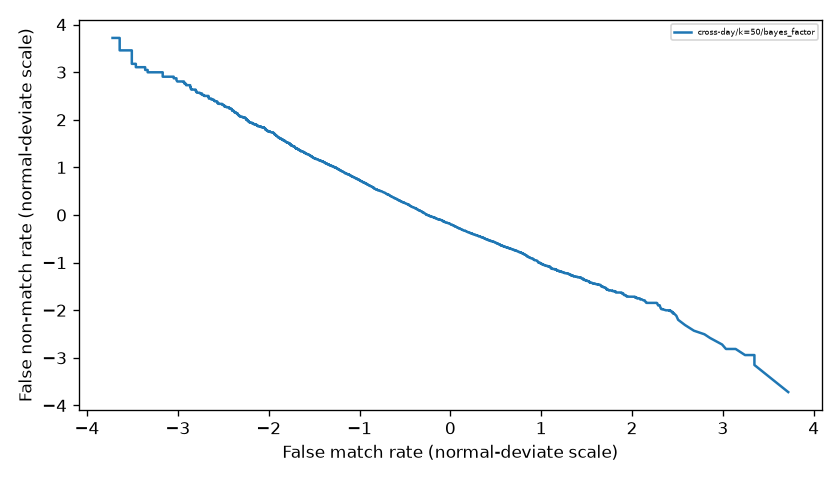 cross-day/k=50/bayes_factor
4
3
2
1
0
−1
−2
−3
−4
False non-match rate (normal-deviate scale)
−4 −3 −2 −1 0 1 2 3 4
False match rate (normal-deviate scale)